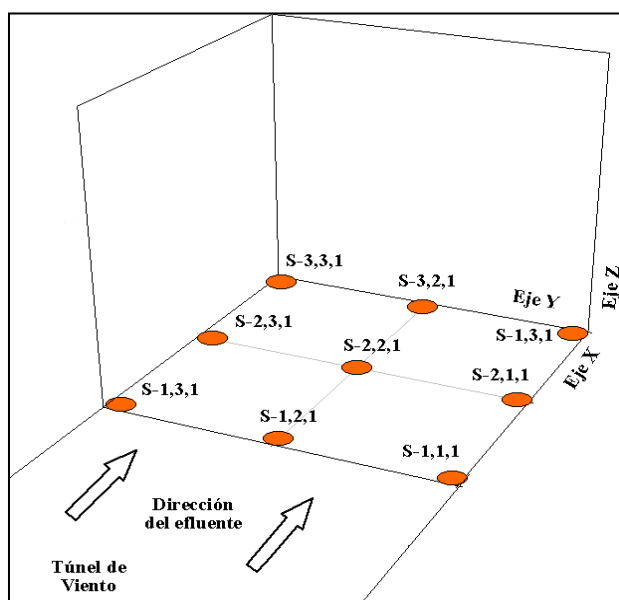 S-3,3,1
S-3,2,1
Eje Y
Eje Z
S-2,3,1
S-1,3,1
S-2,2,1
Eje X
S-1,3,1
S-2,1,1
S-1,2,1
S-1,1,1
Dirección
del efluente
Túnel de
Viento